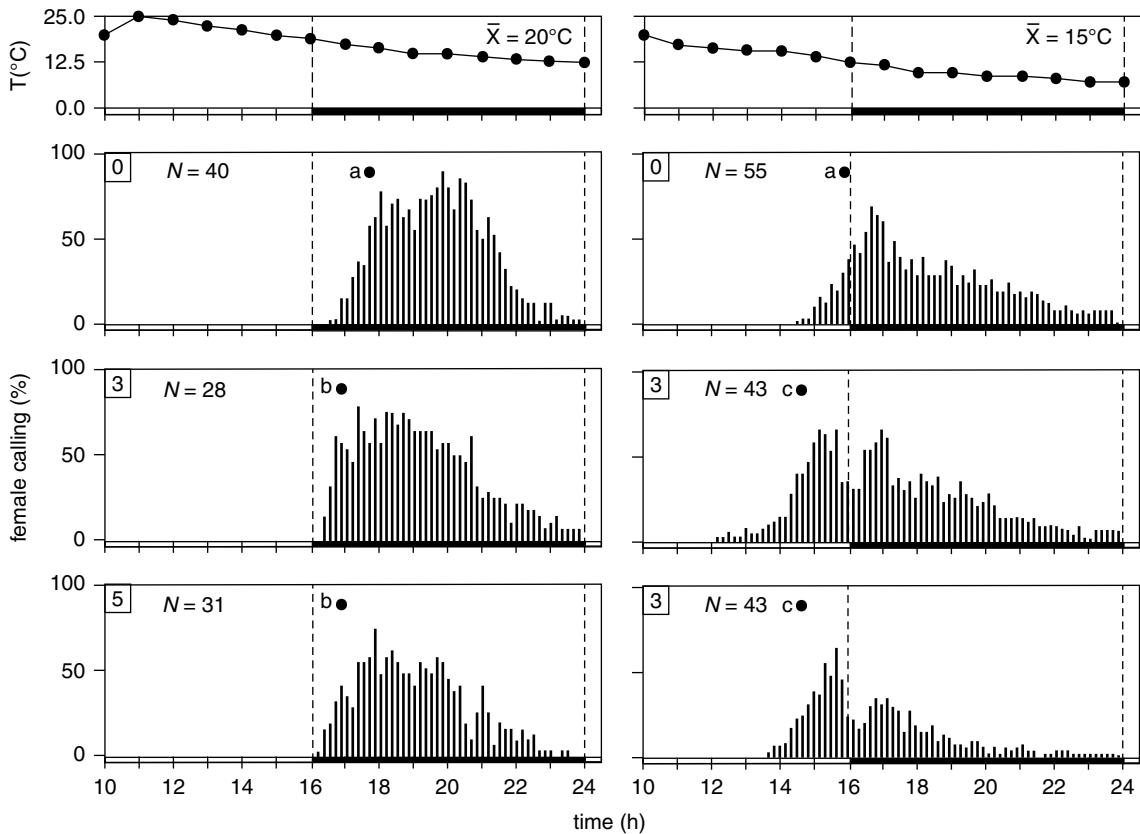 25.0
12.5
0.0
T(°C)
X̄ = 20°C
X̄ = 15°C
100
50
0
0
N = 40
a
0
N = 55
a
100
50
0
female calling (%)
3
N = 28
b
3
N = 43
c
100
50
0
5
N = 31
b
3
N = 43
c
10 12 14 16 18 20 22 24
10 12 14 16 18 20 22 24
time (h)